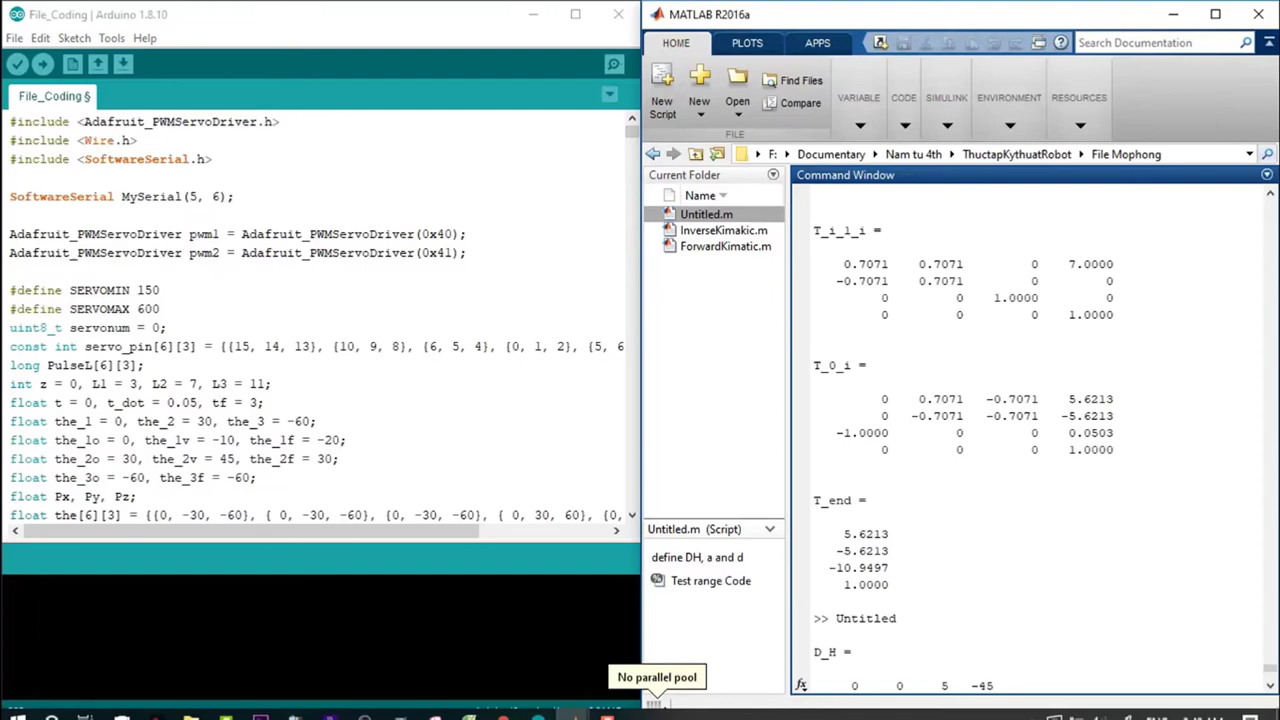 File_Coding | Arduino 1.8.10
File Edit Sketch Tools Help
File_Coding §
#include <Adafruit_PWMServoDriver.h>
#include <Wire.h>
#include <SoftwareSerial.h>
SoftwareSerial MySerial(5, 6);
Adafruit_PWMServoDriver pwm1 = Adafruit_PWMServoDriver(0x40);
Adafruit_PWMServoDriver pwm2 = Adafruit_PWMServoDriver(0x41);
#define SERVOMIN 150
#define SERVOMAX 600
uint8_t servonum = 0;
const int servo_pin[6][3] = {{15, 14, 13}, {10, 9, 8}, {6, 5, 4}, {0, 1, 2}, {5, 6
long PulseL[6][3];
int z = 0, L1 = 3, L2 = 7, L3 = 11;
float t = 0, t_dot = 0.05, tf = 3;
float the_1 = 0, the_2 = 30, the_3 = -60;
float the_1o = 0, the_1v = -10, the_1f = -20;
float the_2o = 30, the_2v = 45, the_2f = 30;
float the_3o = -60, the_3f = -60;
float Px, Py, Pz;
float the[6][3] = {{0, -30, -60}, { 0, -30, -60}, {0, -30, -60}, { 0, 30, 60}, {0,
MATLAB R2016a
HOME PLOTS APPS
Search Documentation
New Script
New
Open
Find Files
Compare
FILE
VARIABLE CODE SIMULINK ENVIRONMENT RESOURCES
F: Documentary Nam tu 4th ThuctapKythuatRobot File Mophong
Current Folder
Name
Untitled.m
InverseKimakic.m
ForwardKimatic.m
Untitled.m (Script)
define DH, a and d
Test range Code
No parallel pool
Command Window
T_i_1_i =
0.7071 0.7071 0 7.0000
-0.7071 0.7071 0 0
0 0 1.0000 0
0 0 0 1.0000
T_0_i =
0 0.7071 -0.7071 5.6213
0 -0.7071 -0.7071 -5.6213
-1.0000 0 0 0.0503
0 0 0 1.0000
T_end =
5.6213
-5.6213
-10.9497
1.0000
>> Untitled
D_H =
0 0 5 -45